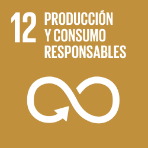 12 PRODUCCIÓN
Y CONSUMO
RESPONSABLES